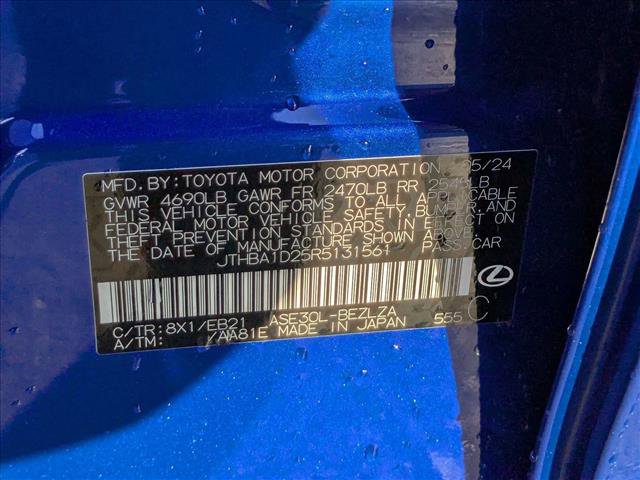 MFD. BY: TOYOTA MOTOR CORPORATION 05/24
GVWR 4690LB GAWR FR 2470LB RR 2545LB
THIS VEHICLE CONFORMS TO ALL APPLICABLE
FEDERAL MOTOR VEHICLE SAFETY, BUMPER, AND
THEFT PREVENTION STANDARDS IN EFFECT ON
THE DATE OF MANUFACTURE SHOWN ABOVE.
JTHBA1D25R5131561 PASS. CAR
C/TR: 8X1/EB21 ASE30L-BEZLZA 555 C
A/TM: /AA81E MADE IN JAPAN